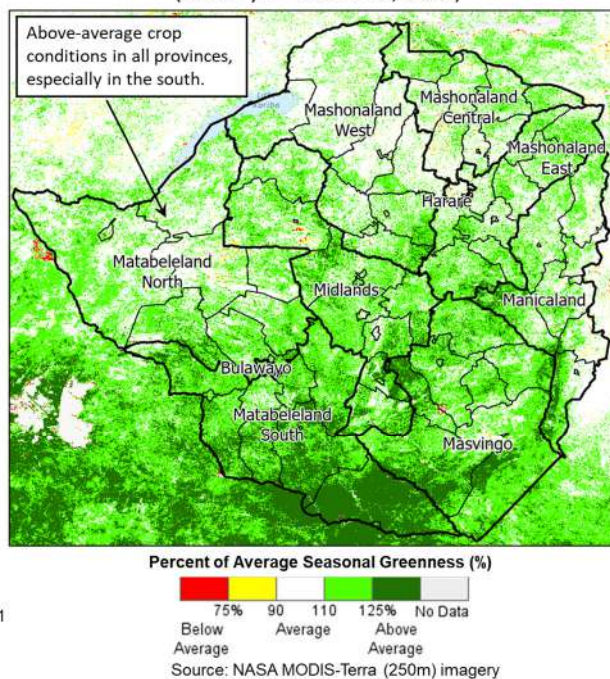 Above-average crop
conditions in all provinces,
especially in the south.
Mashonaland
West
Mashonaland
Central
Mashonaland
East
Harare
Matabeleland
North
Midlands
Manicaland
Bulawayo
Matabeleland
South
Masvingo
Percent of Average Seasonal Greenness (%)
75% 90 110 125% No Data
Below
Average
Average
Above
Average
Source: NASA MODIS-Terra (250m) imagery
1